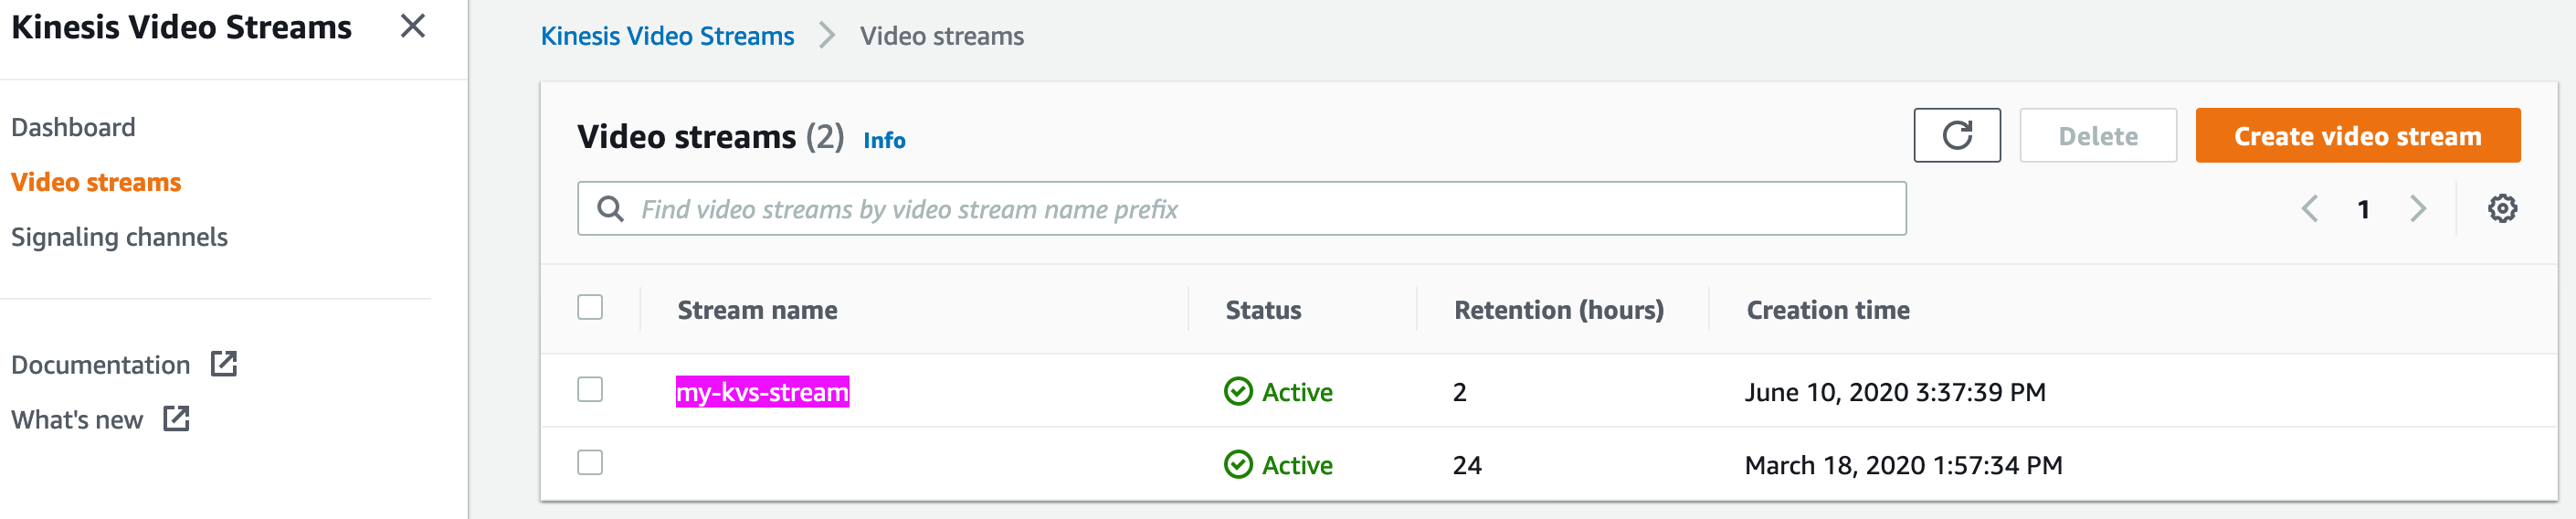 Kinesis Video Streams
Dashboard
Video streams
Signaling channels
Documentation
What's new
Kinesis Video Streams > Video streams
Video streams (2) Info
Delete
Create video stream
Find video streams by video stream name prefix
1
Stream name Status Retention (hours) Creation time
my-kvs-stream Active 2 June 10, 2020 3:37:39 PM
Active 24 March 18, 2020 1:57:34 PM